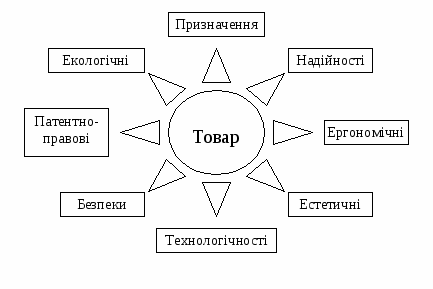 Призначення
Екологічні
Надійності
Патентно-
правові
Товар
Ергономічні
Безпеки
Естетичні
Технологічності